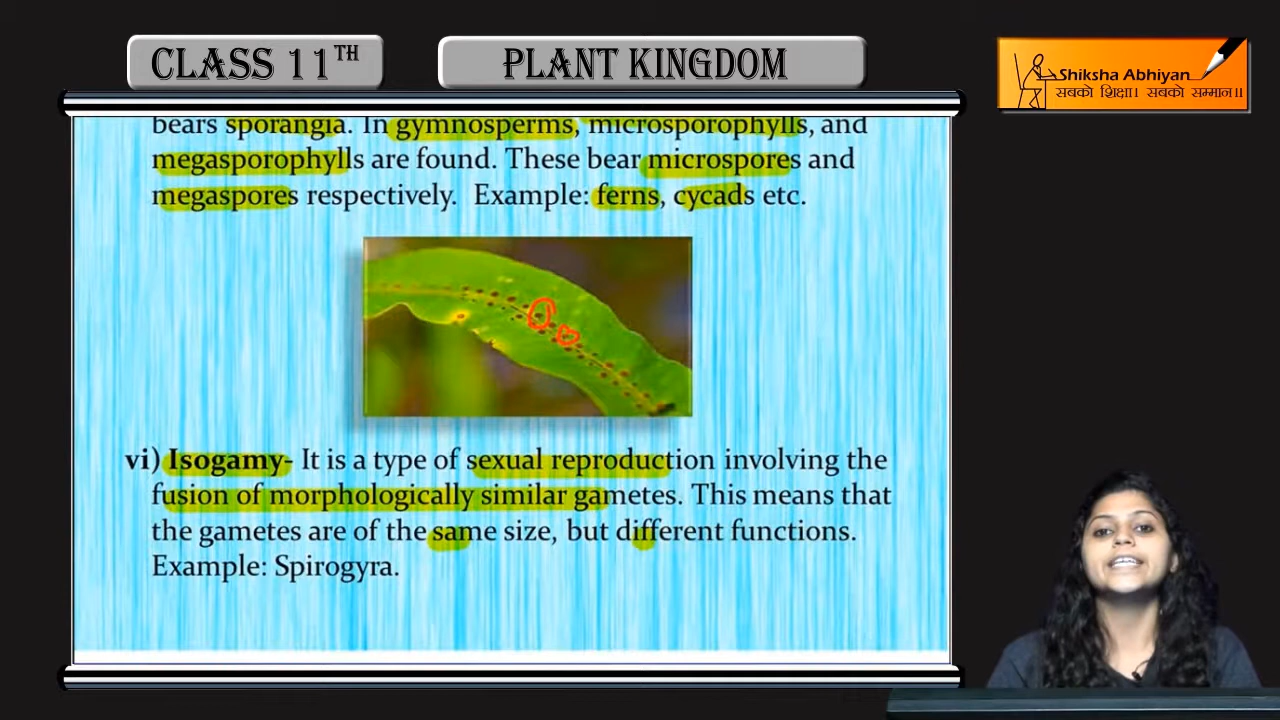 CLASS 11TH
PLANT KINGDOM
Shiksha Abhiyan
सबको शिक्षा। सबको सम्मान।।
bears sporangia. In gymnosperms, microsporophylls, and
megasporophylls are found. These bear microspores and
megaspores respectively. Example: ferns, cycads etc.
vi) Isogamy- It is a type of sexual reproduction involving the
fusion of morphologically similar gametes. This means that
the gametes are of the same size, but different functions.
Example: Spirogyra.